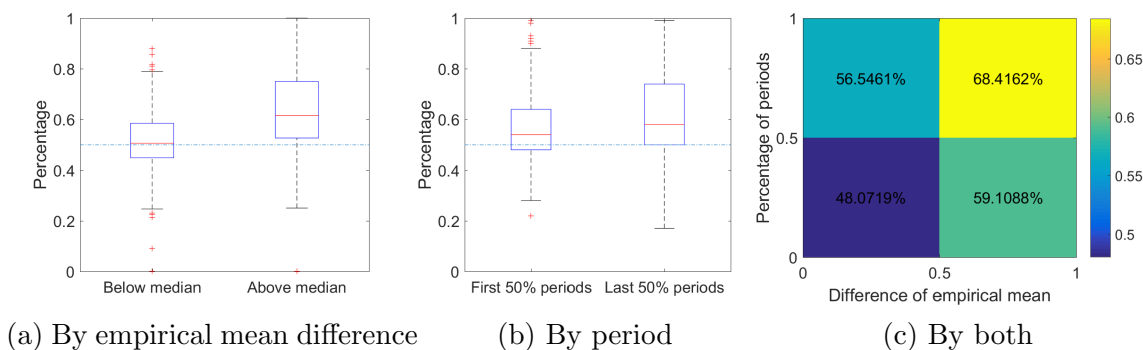 1
0.8
0.6
0.4
0.2
0
Percentage
Below median
Above median
(a) By empirical mean difference
1
0.8
0.6
0.4
0.2
0
Percentage
First 50% periods
Last 50% periods
(b) By period
1
0.5
0
Percentage of periods
56.5461%
68.4162%
48.0719%
59.1088%
0
0.5
1
Difference of empirical mean
0.65
0.6
0.55
0.5
(c) By both